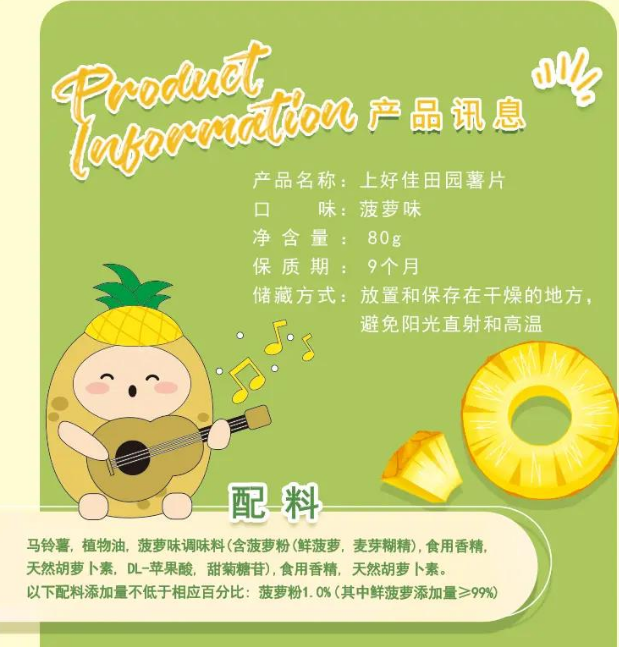 Product
Information 产品讯息
产品名称：上好佳田园薯片
口味：菠萝味
净含量：80g
保质期：9个月
储藏方式：放置和保存在干燥的地方，
避免阳光直射和高温
配料
马铃薯, 植物油, 菠萝味调味料(含菠萝粉(鲜菠萝, 麦芽糊精),食用香精,
天然胡萝卜素, DL-苹果酸, 甜菊糖苷),食用香精, 天然胡萝卜素。
以下配料添加量不低于相应百分比: 菠萝粉1.0%(其中鲜菠萝添加量≥99%)